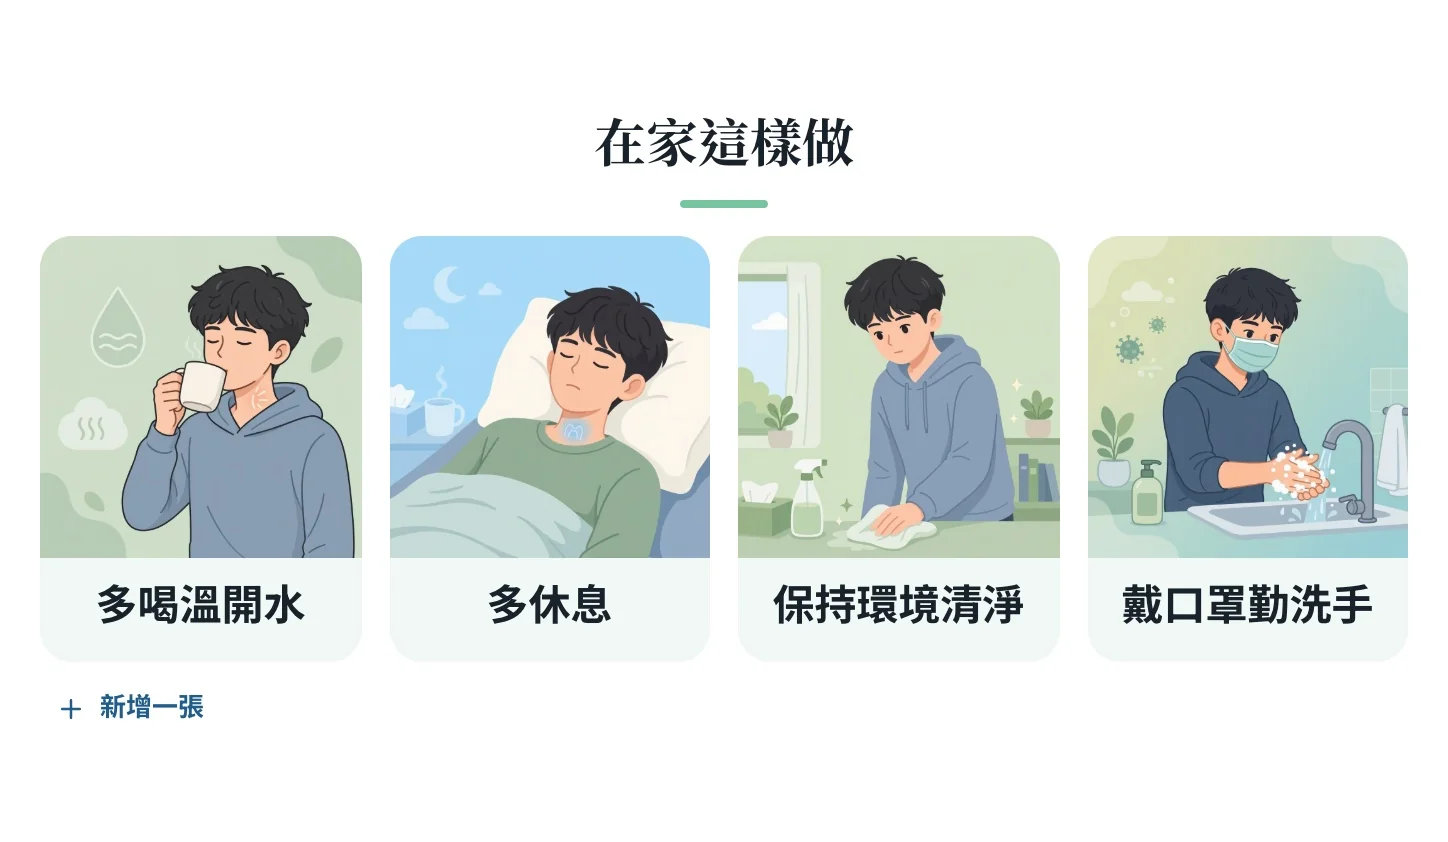 在家這樣做
多喝溫開水
多休息
保持環境清淨
戴口罩勤洗手
+ 新增一張